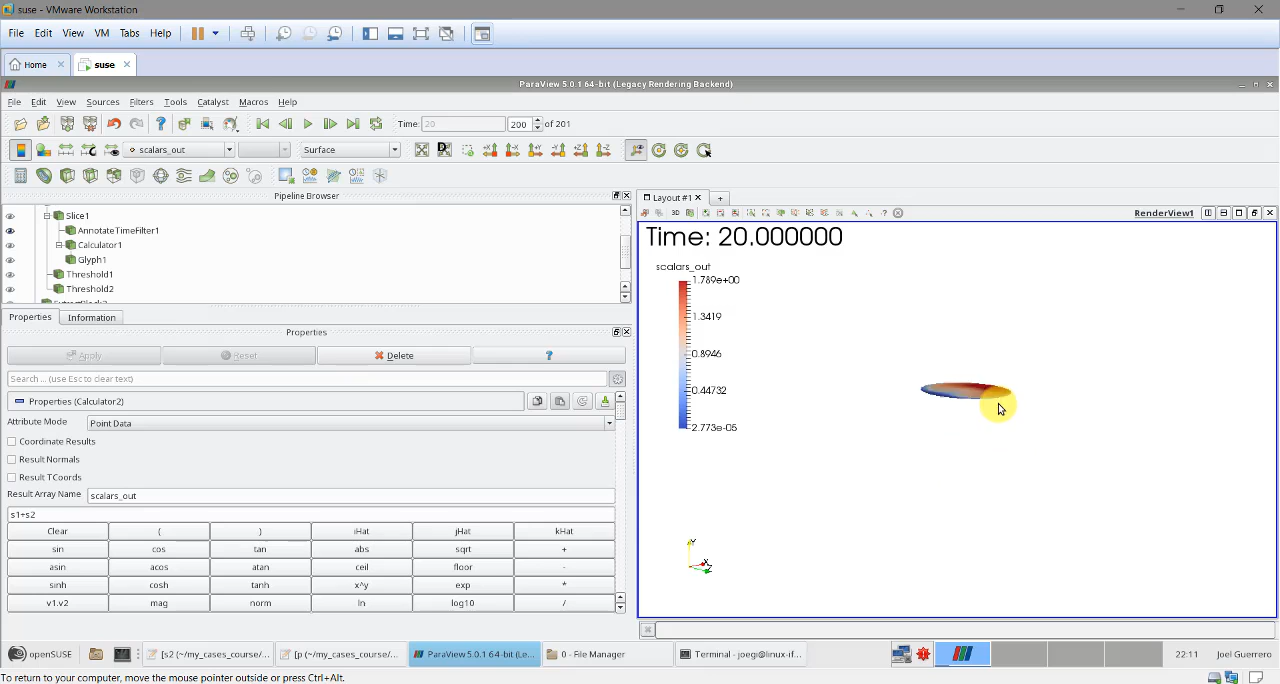 suse - VMware Workstation
File Edit View VM Tabs Help
Home
suse
ParaView 5.0.1 64-bit (Legacy Rendering Backend)
File Edit View Sources Filters Tools Catalyst Macros Help
Time: 20 200 of 201
scalars_out Surface
Pipeline Browser
Layout #1
Slice1
3D RenderView1
AnnotateTimeFilter1
Time: 20.000000
Calculator1
Glyph1
scalars_out
Threshold1
1.789e+00
Threshold2
Properties Information
1.3419
Properties
Apply Reset Delete ?
0.8946
Search ... (use Esc to clear text)
0.44732
Properties (Calculator2)
Attribute Mode Point Data
2.773e-05
Coordinate Results
Result Normals
Result TCoords
Result Array Name scalars_out
s1+s2
Clear ( ) iHat jHat kHat
sin cos tan abs sqrt +
Y
asin acos atan ceil floor -
X
Z
sinh cosh tanh x^y exp *
v1.v2 mag norm ln log10 /
openSUSE [s2 (~/my_cases_course/... [p (~/my_cases_course/... ParaView 5.0.1 64-bit (Le... 0 - File Manager Terminal - joegi@linux-if... 22:11 Joel Guerrero
To return to your computer, move the mouse pointer outside or press Ctrl+Alt.